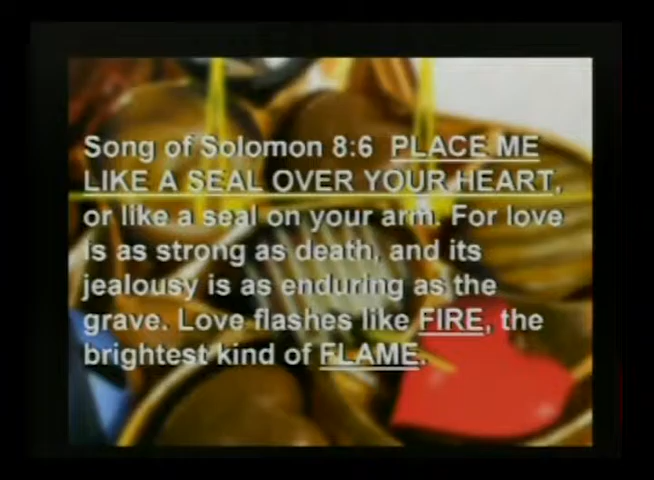 Song of Solomon 8:6 PLACE ME
LIKE A SEAL OVER YOUR HEART,
or like a seal on your arm. For love
is as strong as death, and its
jealousy is as enduring as the
grave. Love flashes like FIRE, the
brightest kind of FLAME.